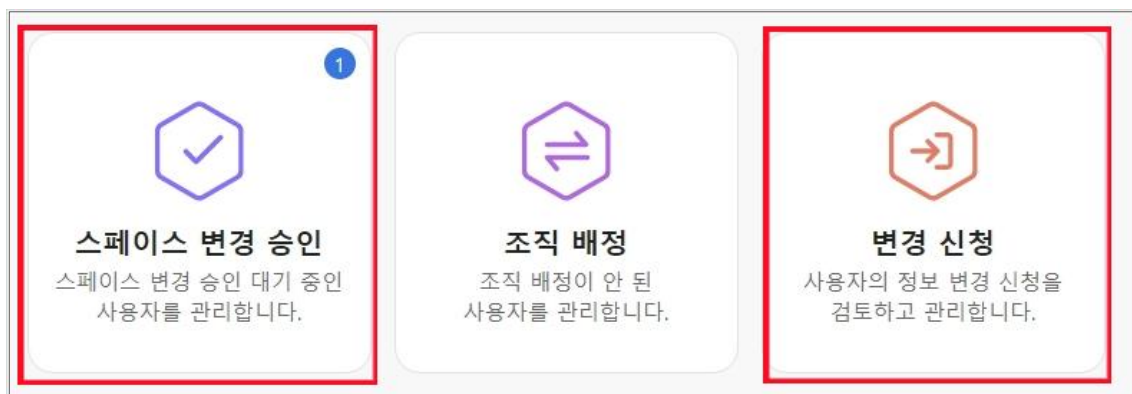 1
스페이스 변경 승인
스페이스 변경 승인 대기 중인
사용자를 관리합니다.
조직 배정
조직 배정이 안 된
사용자를 관리합니다.
변경 신청
사용자의 정보 변경 신청을
검토하고 관리합니다.